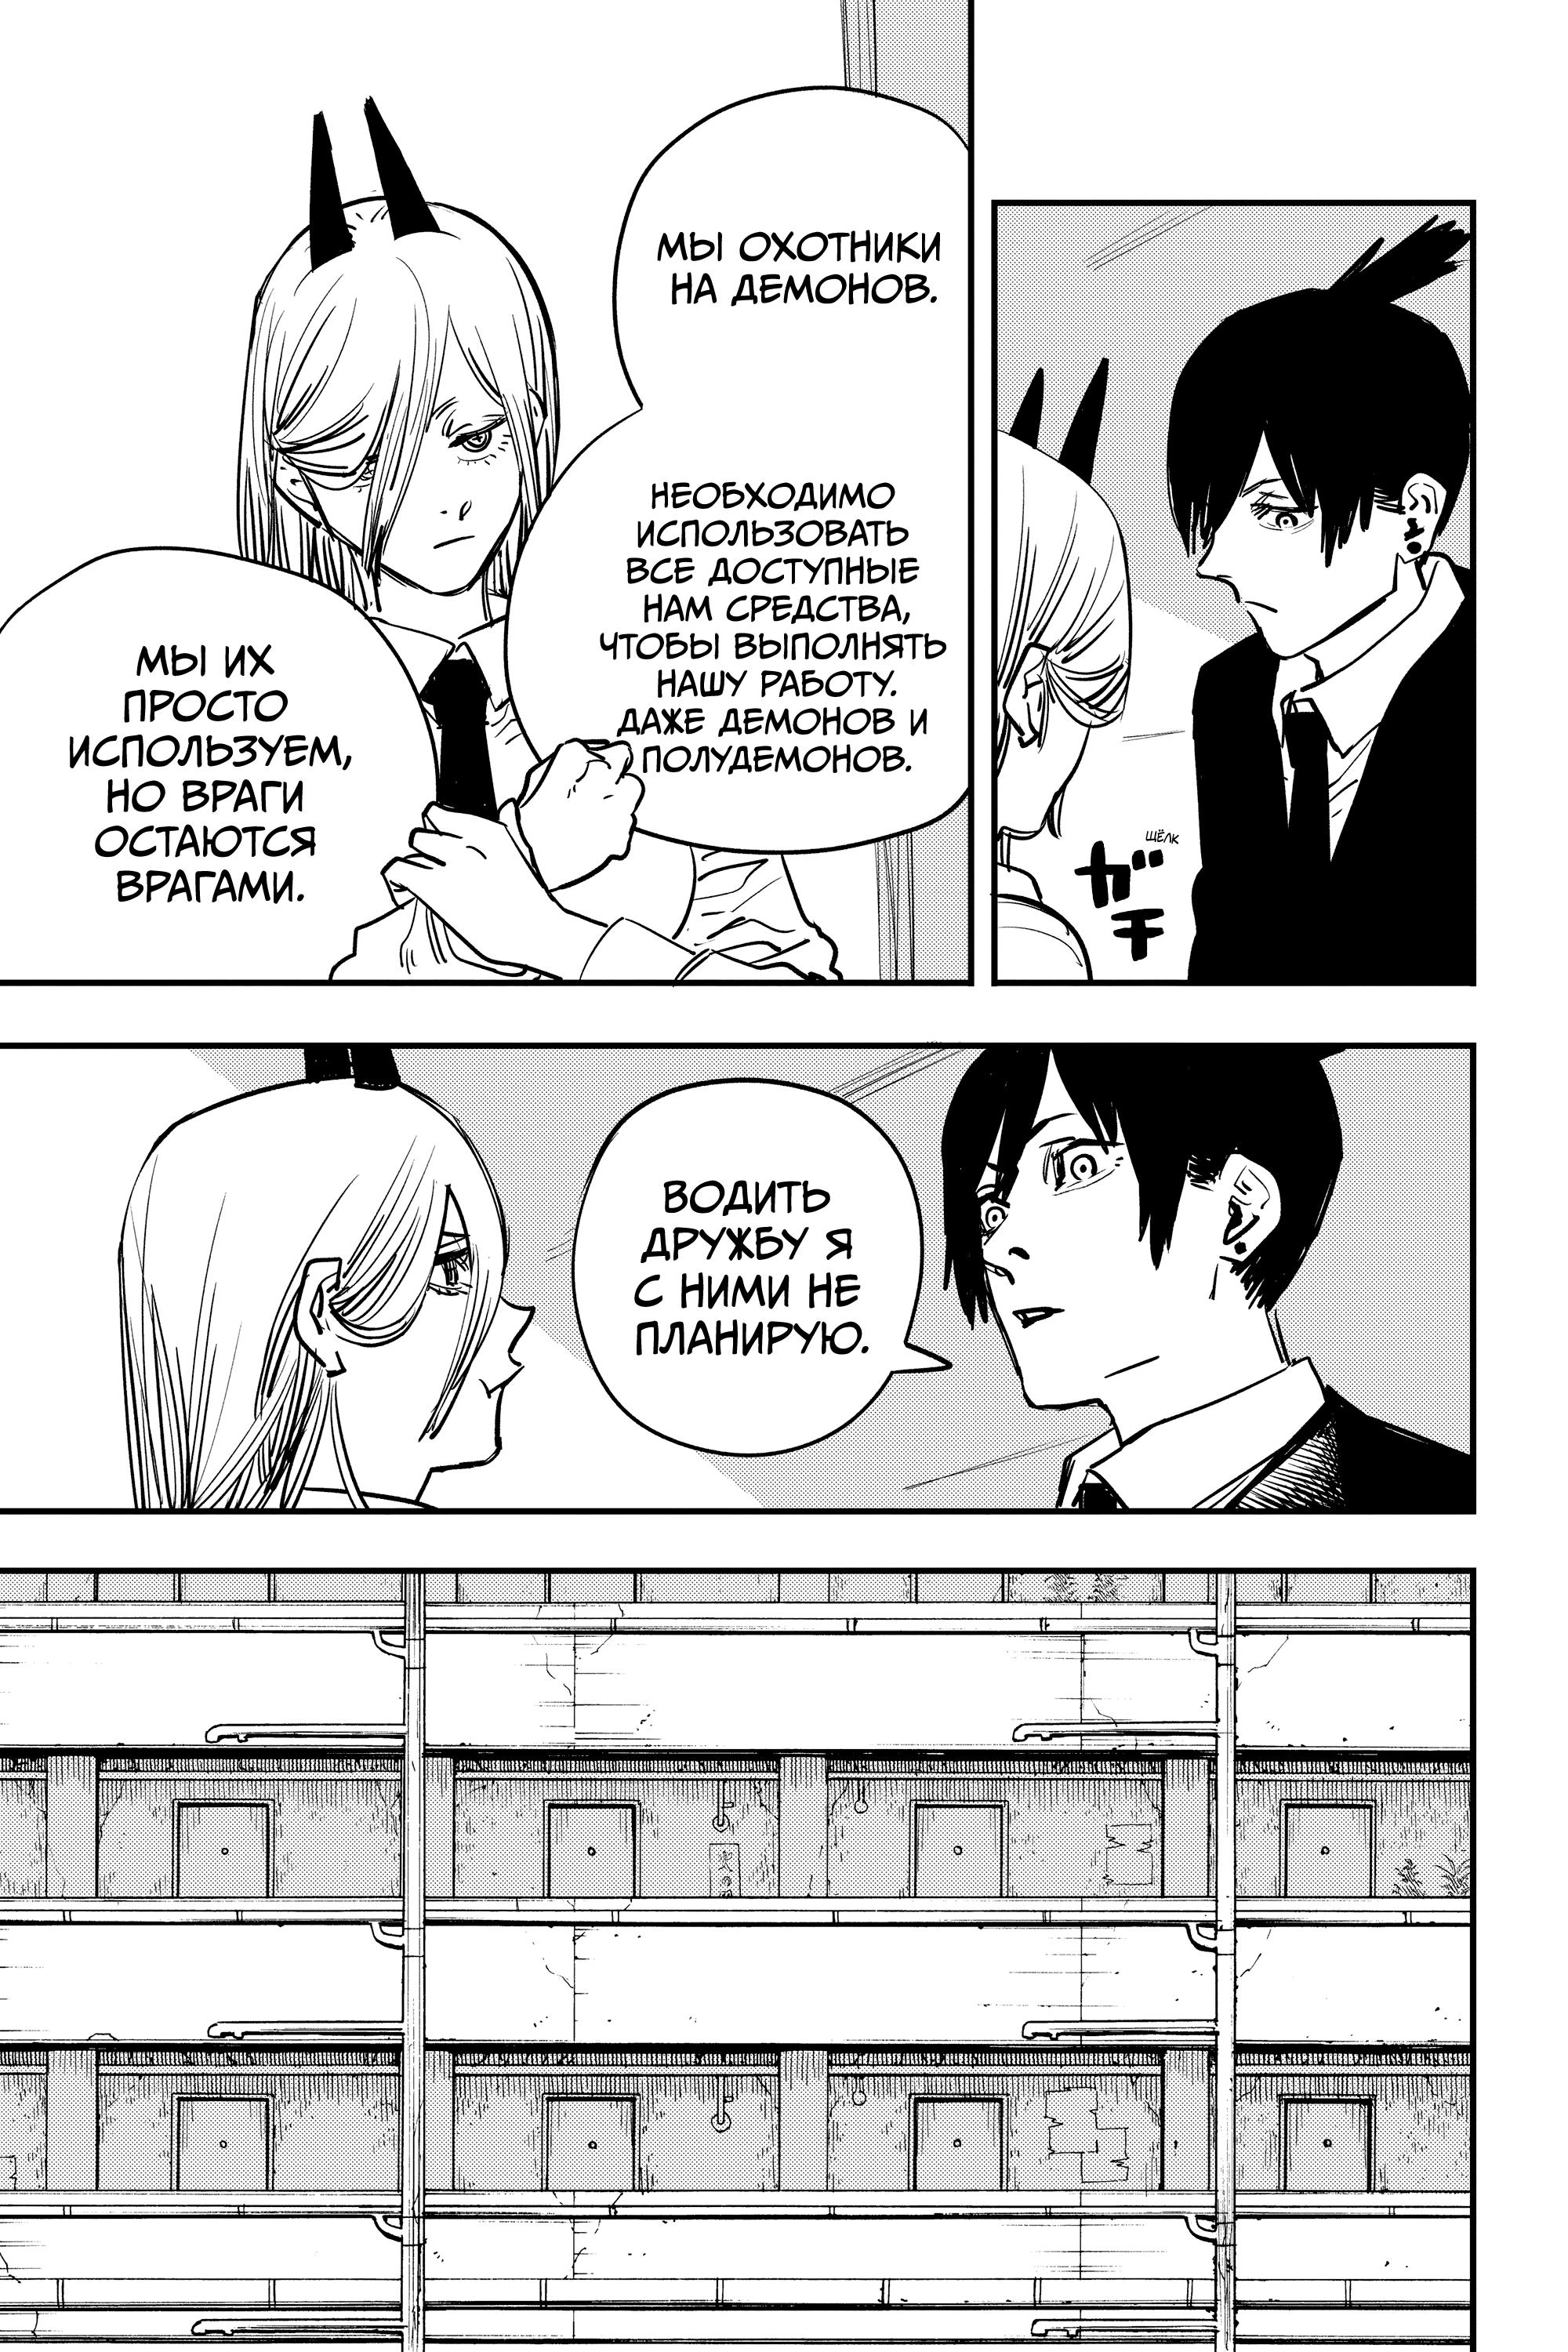 ЩЁЛК
ガ
チ
МЫ ОХОТНИКИ
НА ДЕМОНОВ.
НЕОБХОДИМО
ИСПОЛЬЗОВАТЬ
ВСЕ ДОСТУПНЫЕ
НАМ СРЕДСТВА,
ЧТОБЫ ВЫПОЛНЯТЬ
НАШУ РАБОТУ.
ДАЖЕ ДЕМОНОВ И
ПОЛУДЕМОНОВ.
МЫ ИХ
ПРОСТО
ИСПОЛЬЗУЕМ,
НО ВРАГИ
ОСТАЮТСЯ
ВРАГАМИ.
ВОДИТЬ
ДРУЖБУ Я
С НИМИ НЕ
ПЛАНИРУЮ.